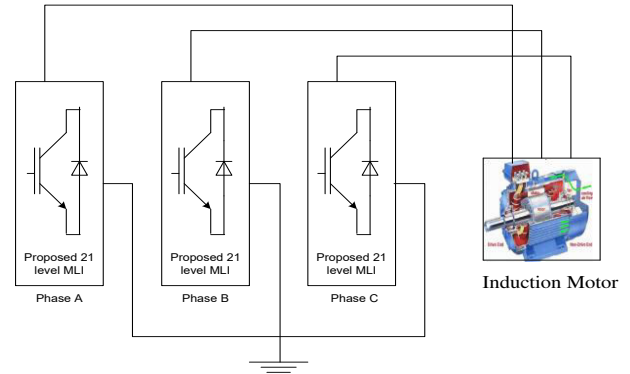 Proposed 21
level MLI
Phase A
Proposed 21
level MLI
Phase B
Proposed 21
level MLI
Phase C
Induction Motor